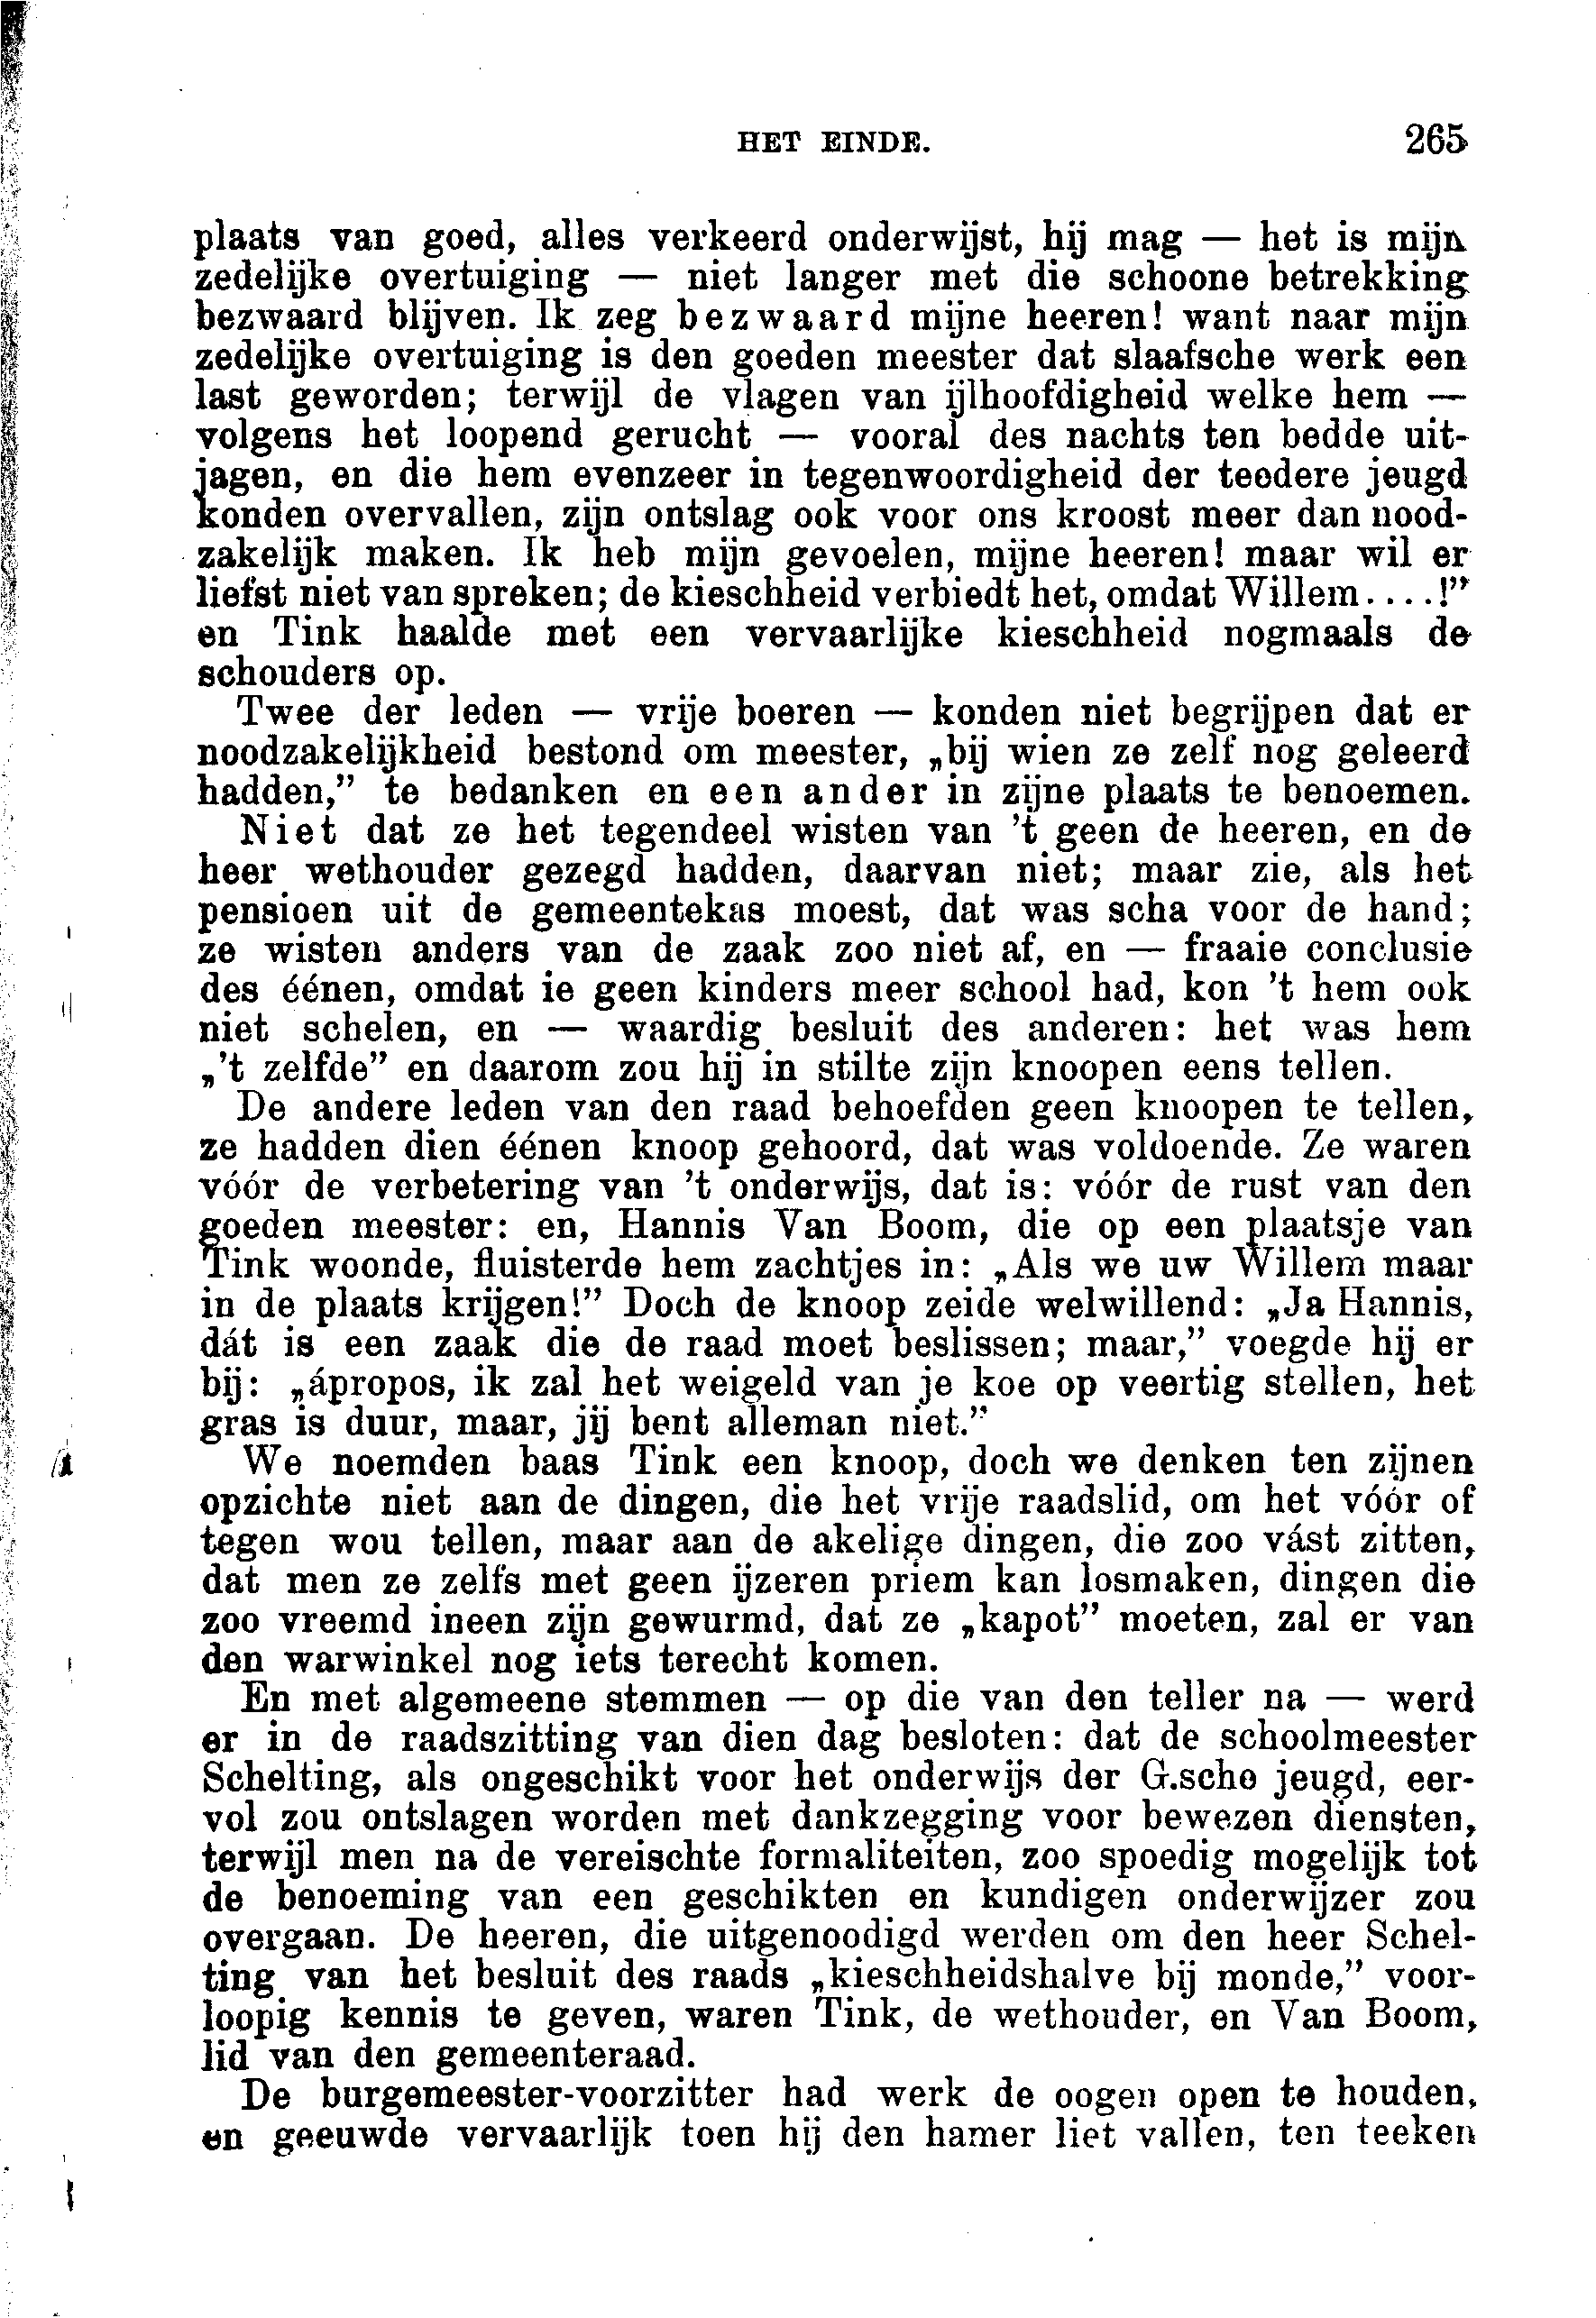 HET EINDE. 265
plaats van goed, alles verkeerd onderwijst, hij mag — het is mijn
zedelijke overtuiging — niet langer met die schoone betrekking
bezwaard blijven. Ik zeg bezwaard mijne heeren! want naar mijn
zedelijke overtuiging is den goeden meester dat slaafsche werk een
last geworden; terwijl de vlagen van ijlhoofdigheid welke hem —
volgens het loopend gerucht — vooral des nachts ten bedde uit-
jagen, en die hem evenzeer in tegenwoordigheid der teedere jeugd
konden overvallen, zijn ontslag ook voor ons kroost meer dan nood-
zakelijk maken. Ik heb mijn gevoelen, mijne heeren! maar wil er
liefst niet van spreken; de kieschheid verbiedt het, omdat Willem....!”
en Tink haalde met een vervaarlijke kieschheid nogmaals de
schouders op.
Twee der leden — vrije boeren — konden niet begrijpen dat er
noodzakelijkheid bestond om meester, „bij wien ze zelf nog geleerd
hadden,” te bedanken en een ander in zijne plaats te benoemen.
Niet dat ze het tegendeel wisten van ’t geen de heeren, en de
heer wethouder gezegd hadden, daarvan niet; maar zie, als het
pensioen uit de gemeentekas moest, dat was scha voor de hand;
ze wisten anders van de zaak zoo niet af, en — fraaie conclusie
des éénen, omdat ie geen kinders meer school had, kon ’t hem ook
niet schelen, en — waardig besluit des anderen: het was hem
„’t zelfde” en daarom zou hij in stilte zijn knoopen eens tellen.
De andere leden van den raad behoefden geen knoopen te tellen,
ze hadden dien éénen knoop gehoord, dat was voldoende. Ze waren
vóór de verbetering van ’t onderwijs, dat is: vóór de rust van den
goeden meester: en, Hannis Van Boom, die op een plaatsje van
Tink woonde, fluisterde hem zachtjes in: „Als we uw Willem maar
in de plaats krijgen!” Doch de knoop zeide welwillend: „Ja Hannis,
dát is een zaak die de raad moet beslissen; maar,” voegde hij er
bij: „ápropos, ik zal het weigeld van je koe op veertig stellen, het
gras is duur, maar, jij bent alleman niet.”
We noemden baas Tink een knoop, doch we denken ten zijnen
opzichte niet aan de dingen, die het vrije raadslid, om het vóór of
tegen wou tellen, maar aan de akelige dingen, die zoo vást zitten,
dat men ze zelfs met geen ijzeren priem kan losmaken, dingen die
zoo vreemd ineen zijn gewurmd, dat ze „kapot” moeten, zal er van
den warwinkel nog iets terecht komen.
En met algemeene stemmen — op die van den teller na — werd
er in de raadszitting van dien dag besloten: dat de schoolmeester
Schelting, als ongeschikt voor het onderwijs der G.sche jeugd, eer-
vol zou ontslagen worden met dankzegging voor bewezen diensten,
terwijl men na de vereischte formaliteiten, zoo spoedig mogelijk tot
de benoeming van een geschikten en kundigen onderwijzer zou
overgaan. De heeren, die uitgenoodigd werden om den heer Schel-
ting van het besluit des raads „kieschheidshalve bij monde,” voor-
loopig kennis te geven, waren Tink, de wethouder, en Van Boom,
lid van den gemeenteraad.
De burgemeester-voorzitter had werk de oogen open te houden,
en geeuwde vervaarlijk toen hij den hamer liet vallen, ten teeken